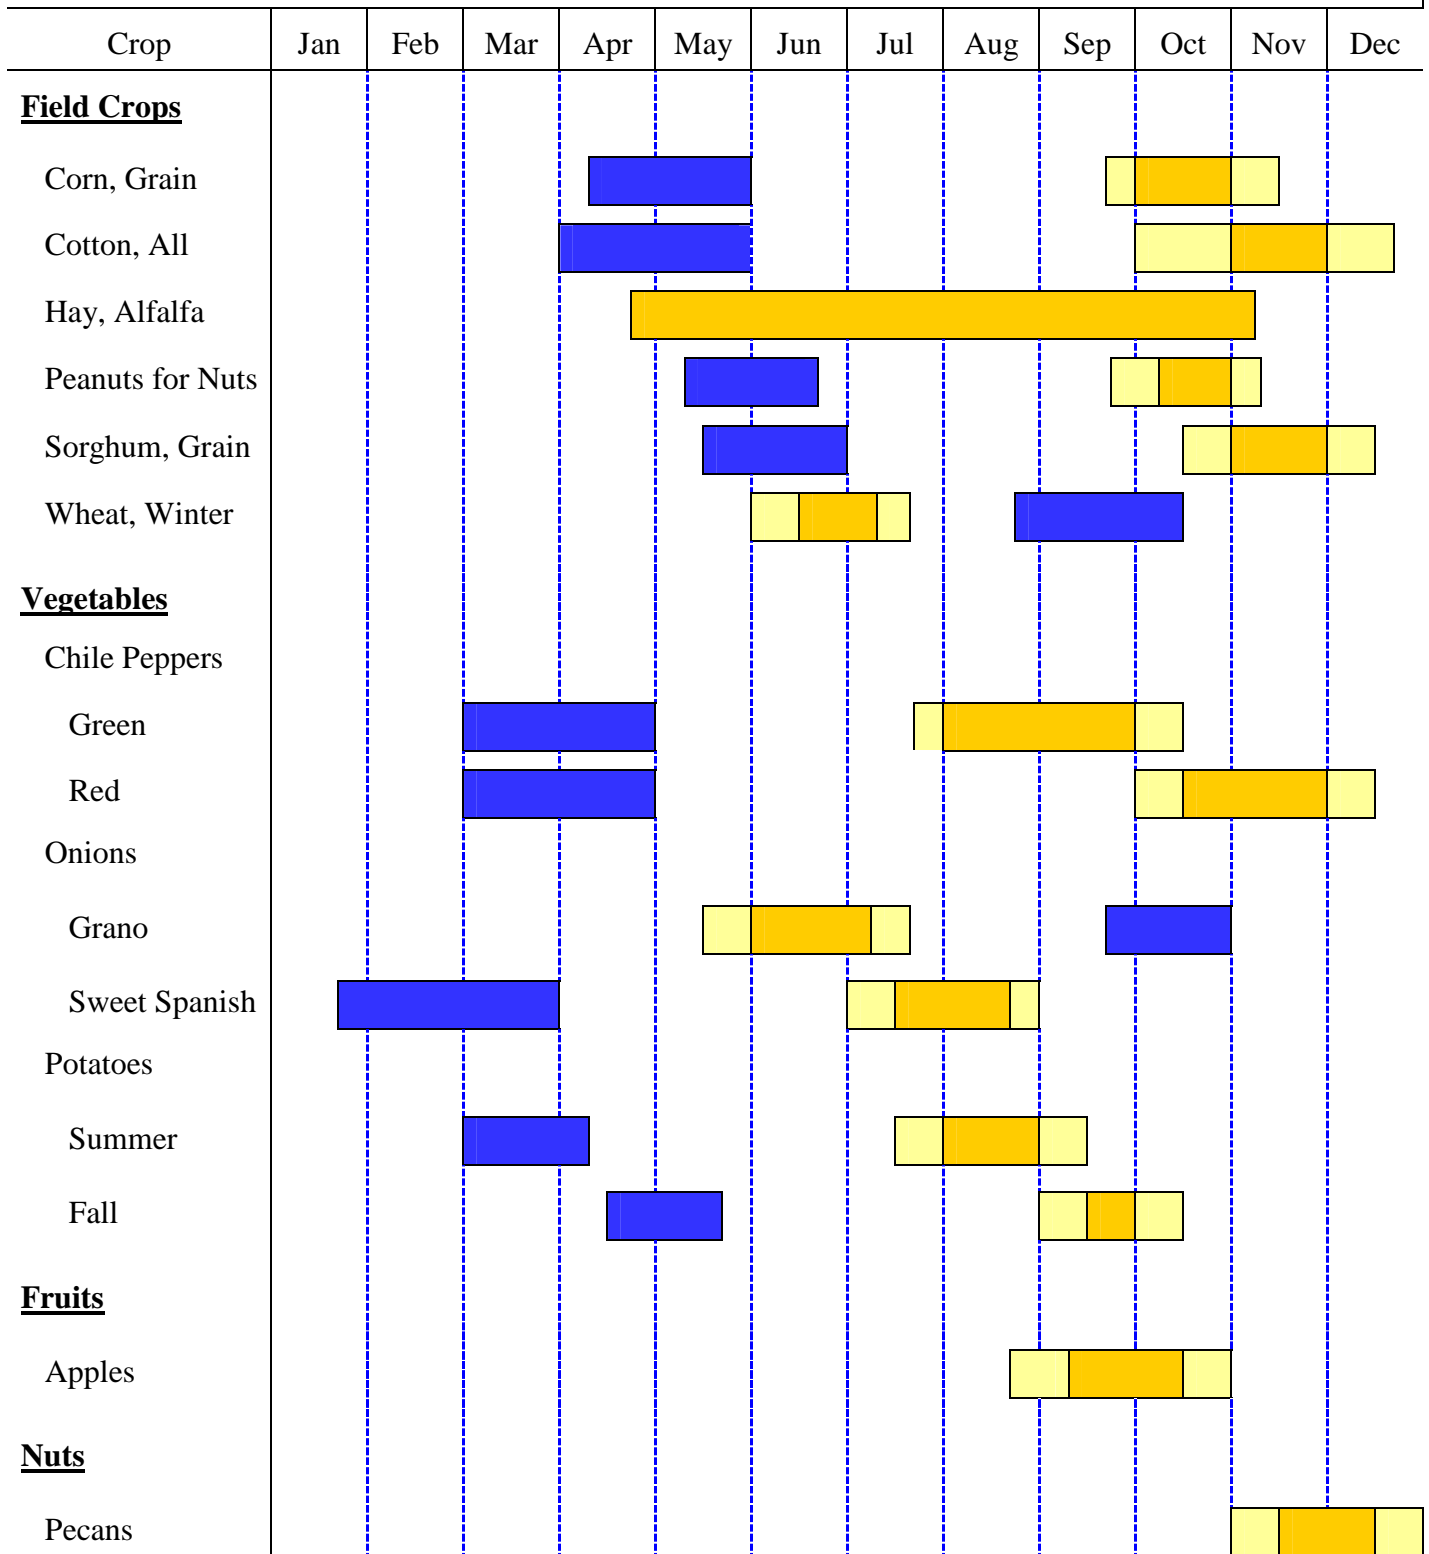 Crop Jan Feb Mar Apr May Jun Jul Aug Sep Oct Nov Dec
Field Crops
Corn, Grain
Cotton, All
Hay, Alfalfa
Peanuts for Nuts
Sorghum, Grain
Wheat, Winter
Vegetables
Chile Peppers
Green
Red
Onions
Grano
Sweet Spanish
Potatoes
Summer
Fall
Fruits
Apples
Nuts
Pecans